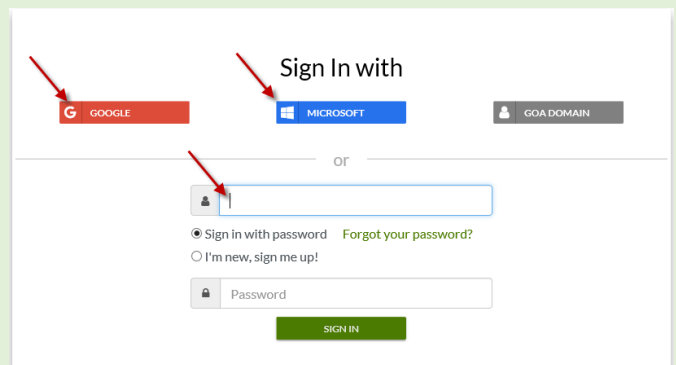 Sign In with
G GOOGLE
MICROSOFT
GOA DOMAIN
or
Sign in with password Forgot your password?
I'm new, sign me up!
Password
SIGN IN